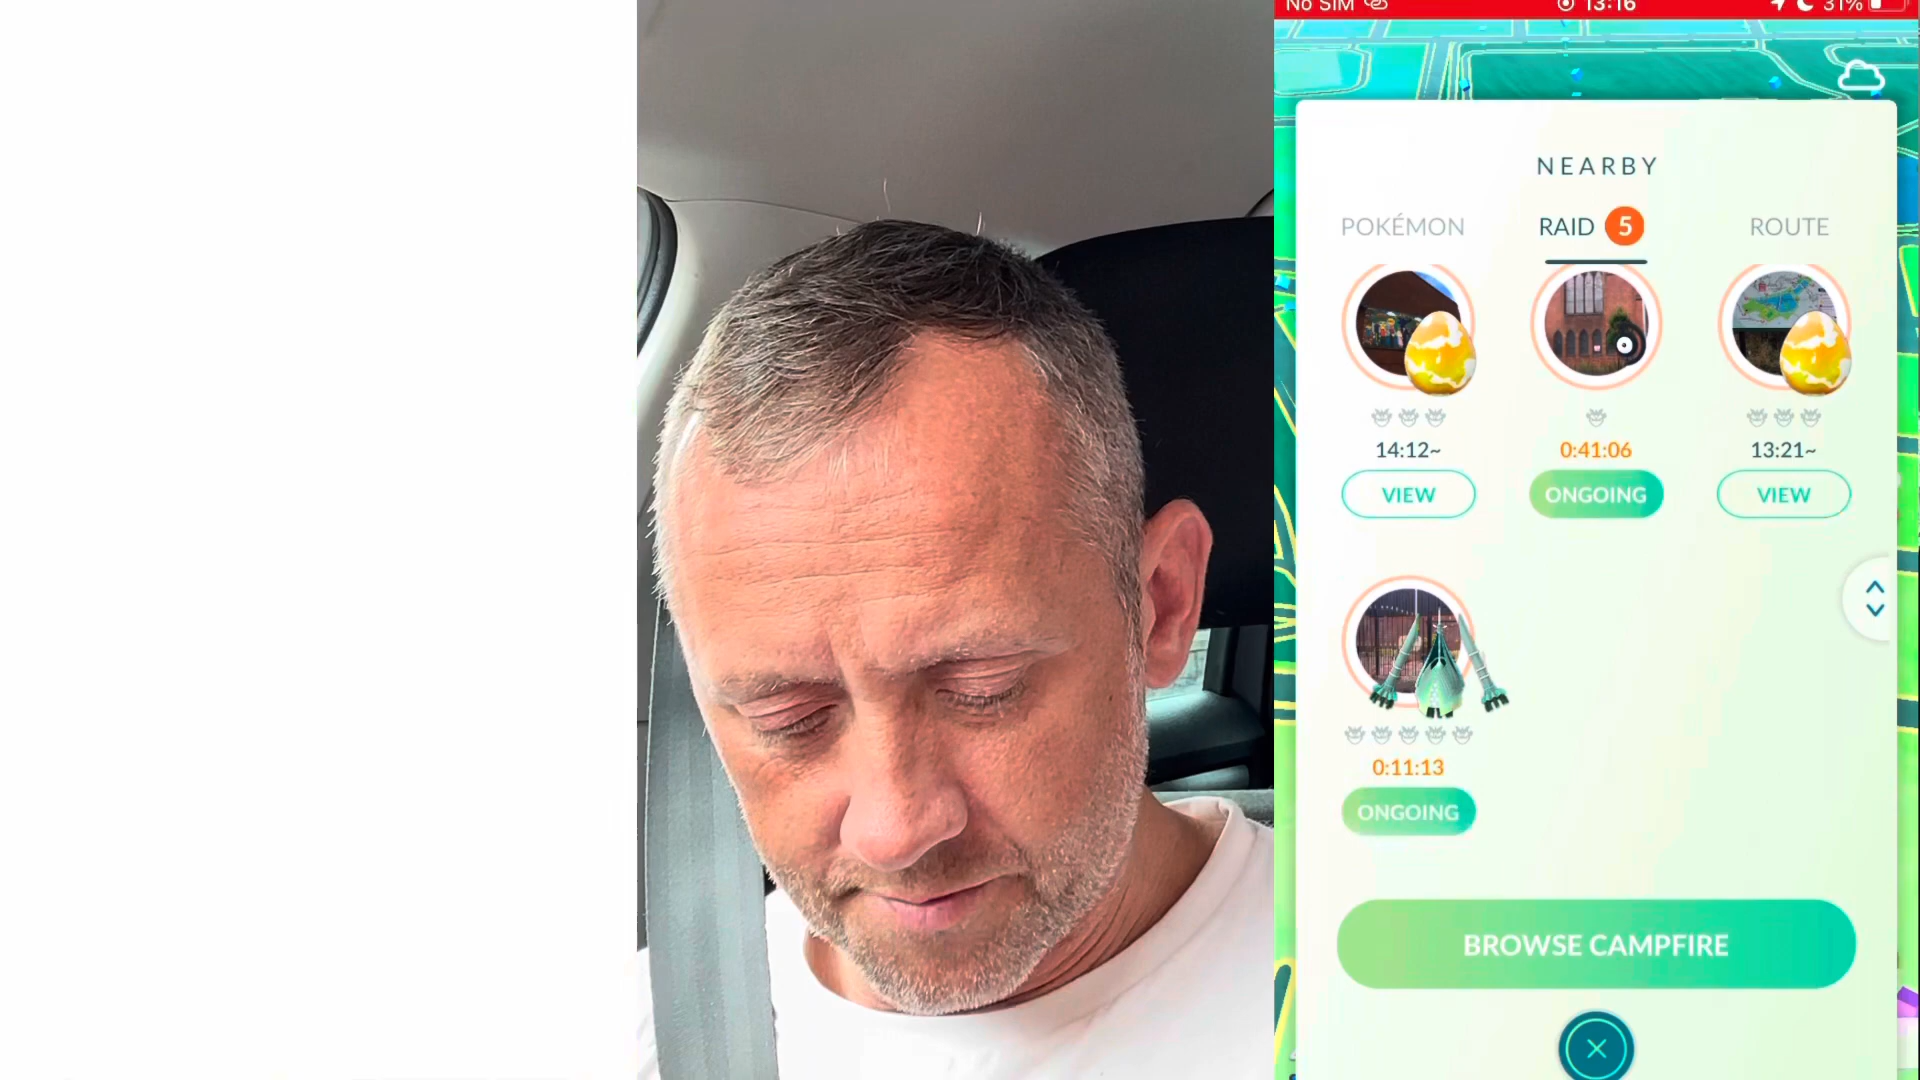 No SIM 13:16 31%
NEARBY
POKÉMON RAID 5 ROUTE
14:12~ 0:41:06 13:21~
VIEW ONGOING VIEW
0:11:13
ONGOING
BROWSE CAMPFIRE